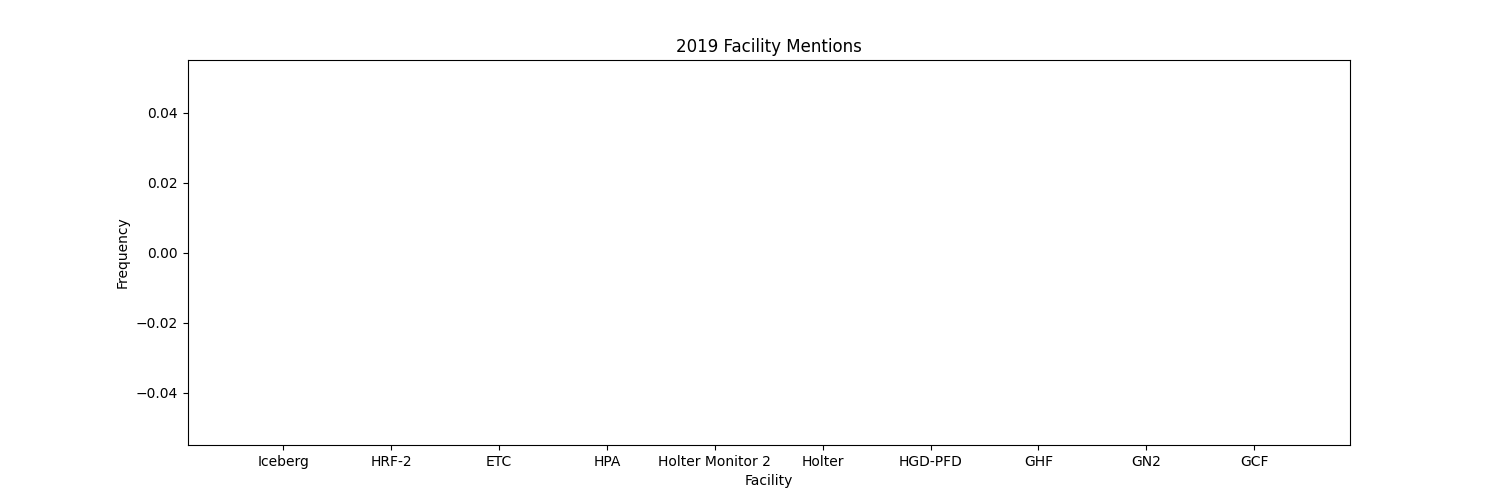 2019 Facility Mentions
0.04
0.02
0.00
−0.02
−0.04
Frequency
Iceberg HRF-2 ETC HPA Holter Monitor 2 Holter HGD-PFD GHF GN2 GCF
Facility